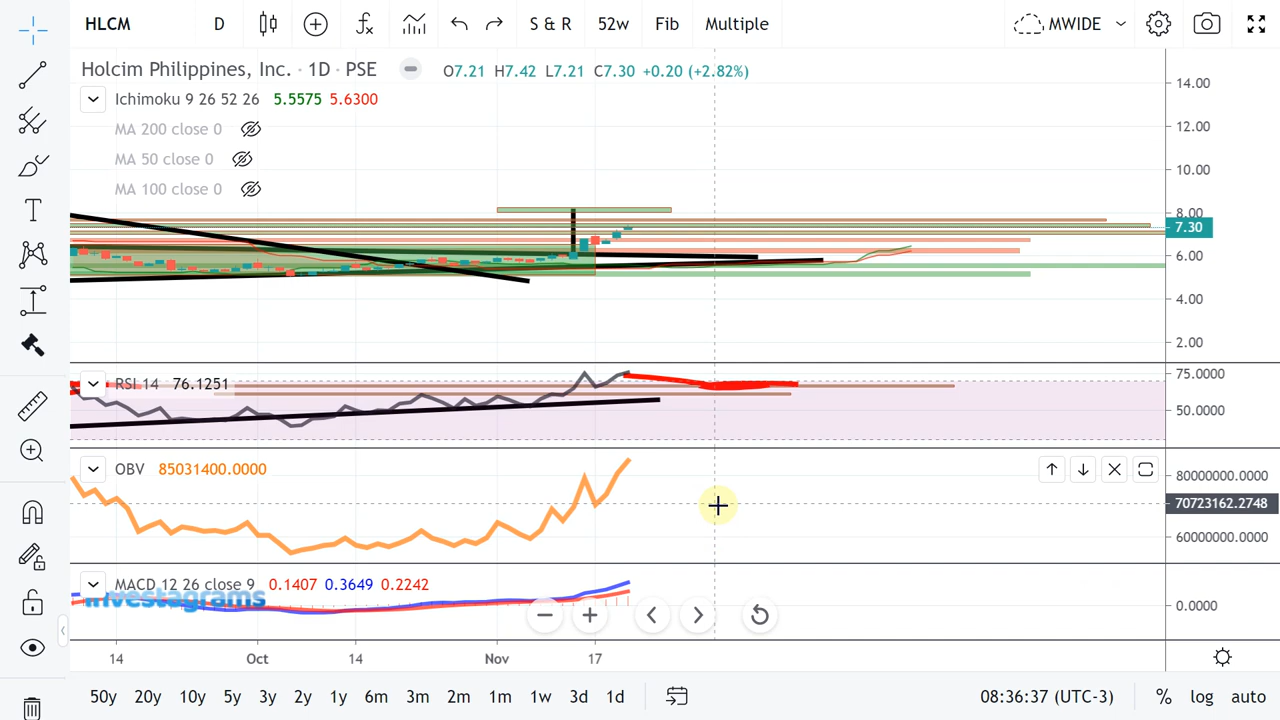 HLCM D S & R 52w Fib Multiple MWIDE
Holcim Philippines, Inc. · 1D · PSE O7.21 H7.42 L7.21 C7.30 +0.20 (+2.82%)
Ichimoku 9 26 52 26 5.5575 5.6300
MA 200 close 0
MA 50 close 0
MA 100 close 0
14.00
12.00
10.00
8.00
7.30
6.00
4.00
2.00
RSI 14 76.1251
75.0000
50.0000
OBV 85031400.0000
80000000.0000
70723162.2748
60000000.0000
MACD 12 26 close 9 0.1407 0.3649 0.2242
investagrams
0.0000
14 Oct 14 Nov 17
50y 20y 10y 5y 3y 2y 1y 6m 3m 2m 1m 1w 3d 1d 08:36:37 (UTC-3) % log auto